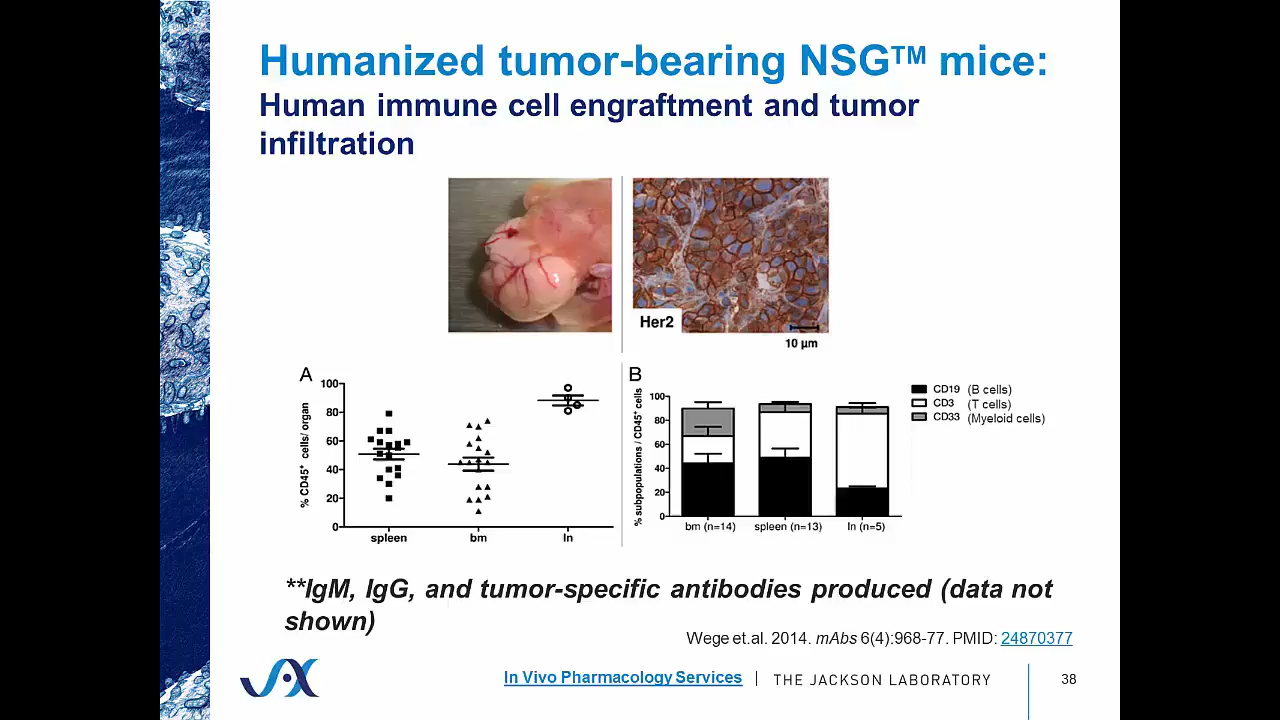 Humanized tumor-bearing NSG™ mice:
Human immune cell engraftment and tumor
infiltration
Her2
10 µm
A
% CD45⁺ cells/ organ
100
80
60
40
20
0
spleen
bm
ln
B
% subpopulations / CD45⁺ cells
100
80
60
40
20
0
bm (n=14)
spleen (n=13)
ln (n=5)
CD19 (B cells)
CD3 (T cells)
CD33 (Myeloid cells)
**IgM, IgG, and tumor-specific antibodies produced (data not
shown)
Wege et.al. 2014. mAbs 6(4):968-77. PMID: 24870377
In Vivo Pharmacology Services | THE JACKSON LABORATORY
38